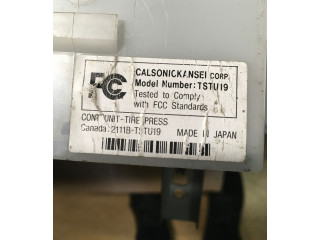 FC
CALSONICKANSEI CORP.
Model Number: TSTU19
Tested to Comply
with FCC Standards
CONT UNIT-TIRE PRESS
Canada: 2111B-TSTU19 MADE IN JAPAN